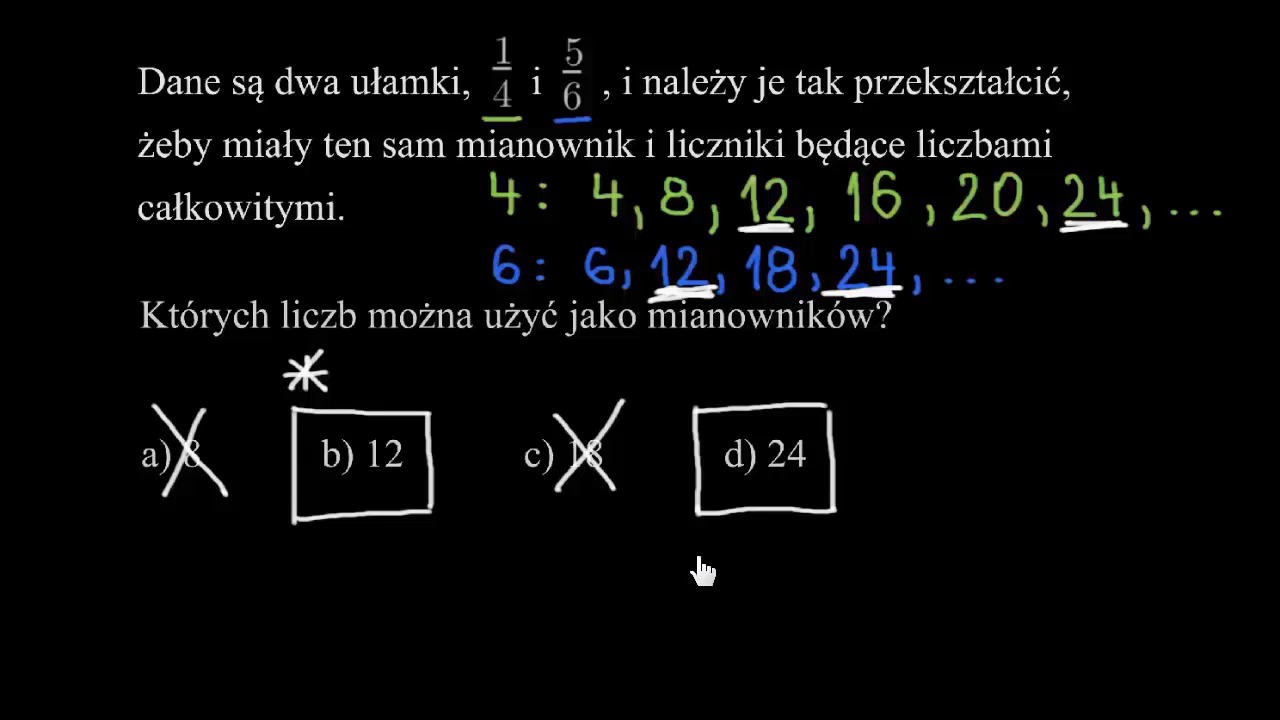 Dane są dwa ułamki, 1/4 i 5/6 , i należy je tak przekształcić,
żeby miały ten sam mianownik i liczniki będące liczbami
całkowitymi.
4 : 4, 8, 12, 16, 20, 24, ...
6 : 6, 12, 18, 24, ...
Których liczb można użyć jako mianowników?
*
a) 8 b) 12 c) 18 d) 24